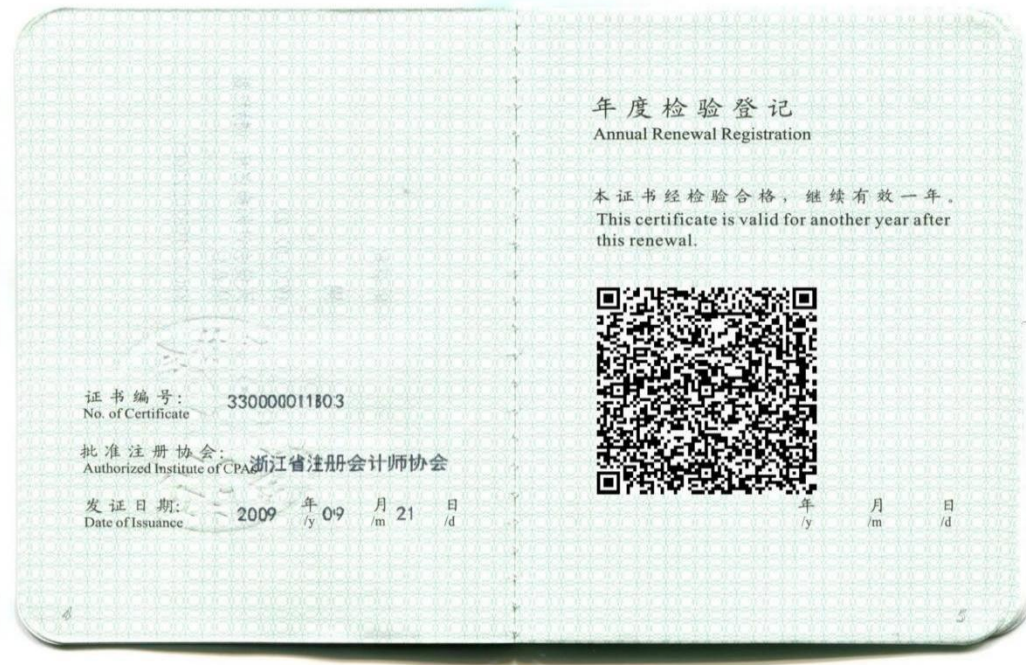 证书编号: 330000011803
No. of Certificate
批准注册协会: 浙江省注册会计师协会
Authorized Institute of CPAs
发证日期: 2009 年 09 月 21 日
Date of Issuance /y /m /d
4
年度检验登记
Annual Renewal Registration
本证书经检验合格，继续有效一年。
This certificate is valid for another year after
this renewal.
年 月 日
/y /m /d
5